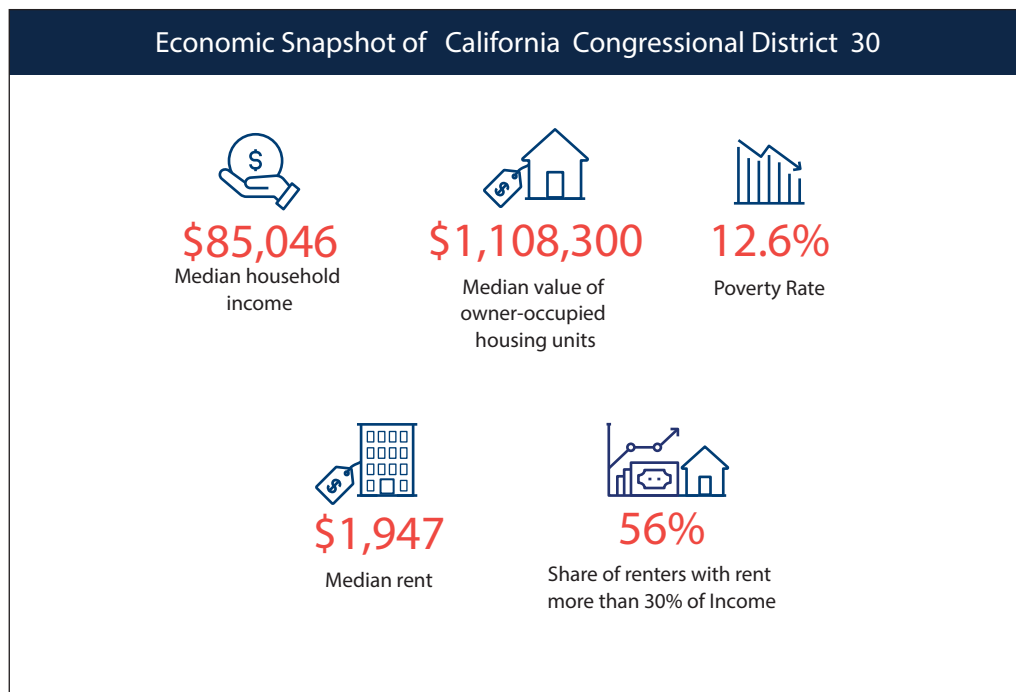 Economic Snapshot of California Congressional District 30
$
$85,046
Median household
income
$
$1,108,300
Median value of
owner-occupied
housing units
12.6%
Poverty Rate
$
$1,947
Median rent
56%
Share of renters with rent
more than 30% of Income